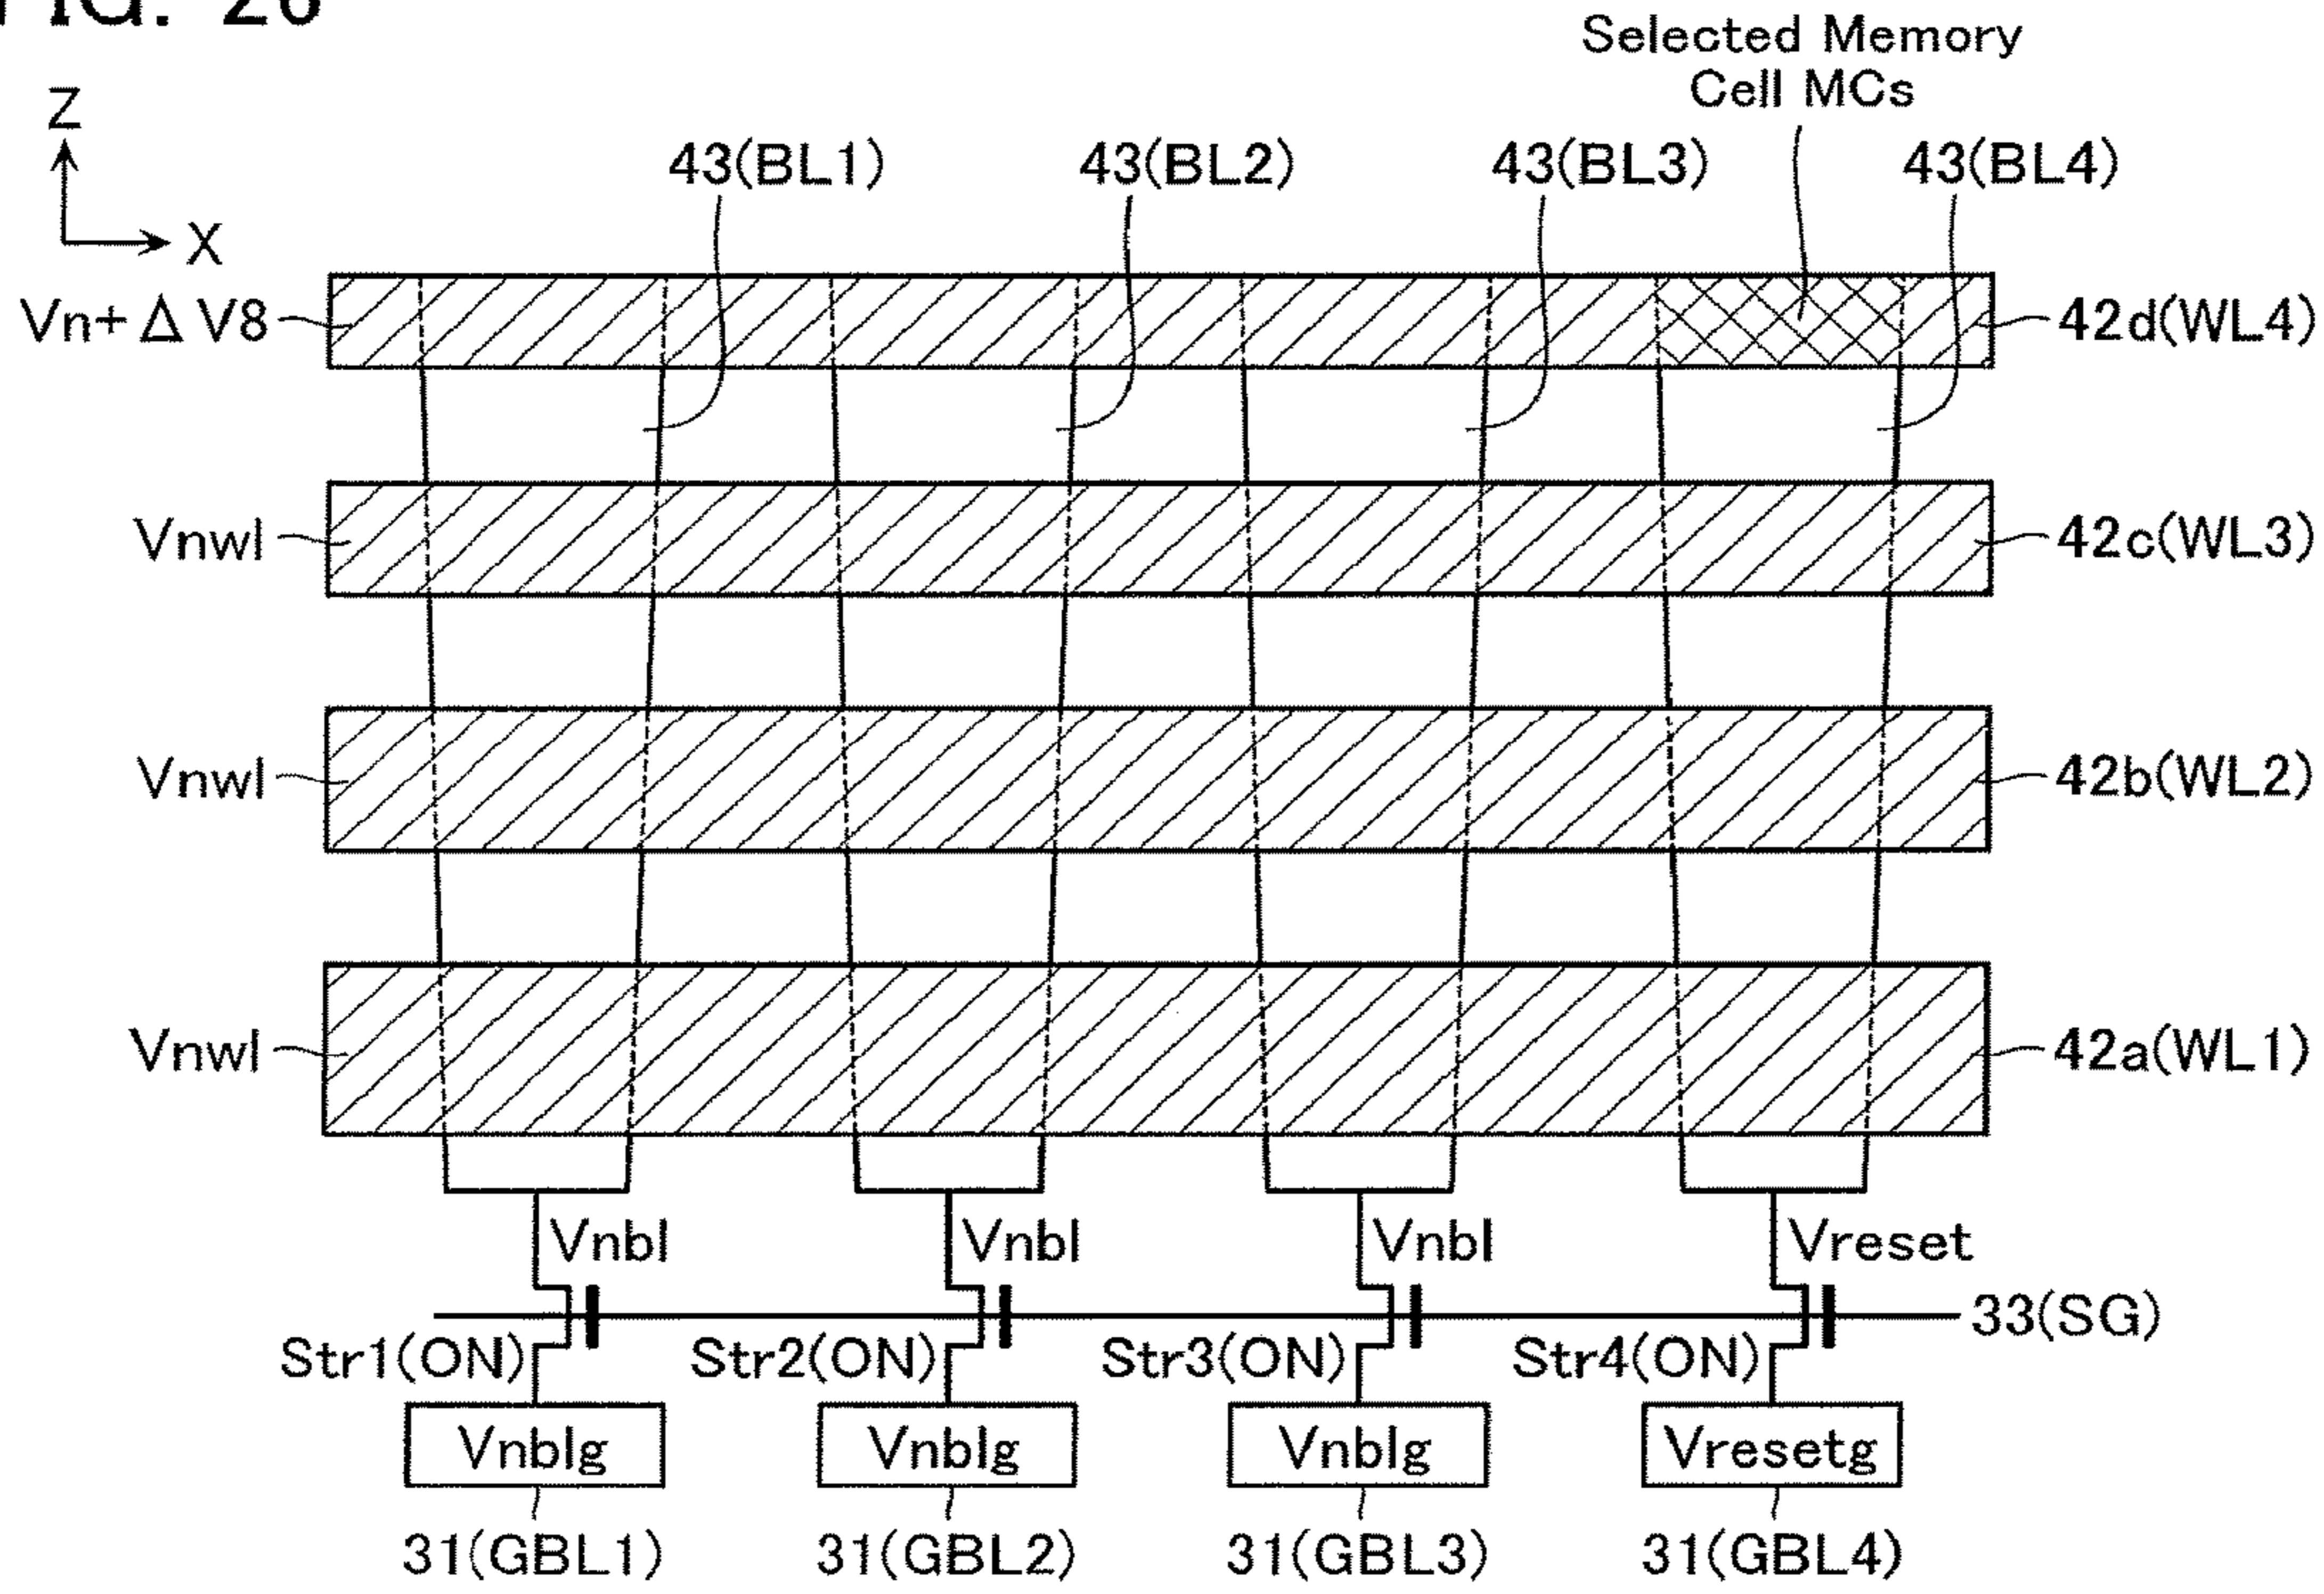 FIG. 26
Selected Memory
Cell MCs
Z
X
43(BL1)
43(BL2)
43(BL3)
43(BL4)
Vn+ΔV8
42d(WL4)
Vnwl
42c(WL3)
Vnwl
42b(WL2)
Vnwl
42a(WL1)
Vnbl
Vnbl
Vnbl
Vreset
33(SG)
Str1(ON)
Str2(ON)
Str3(ON)
Str4(ON)
Vnblg
Vnblg
Vnblg
Vresetg
31(GBL1)
31(GBL2)
31(GBL3)
31(GBL4)